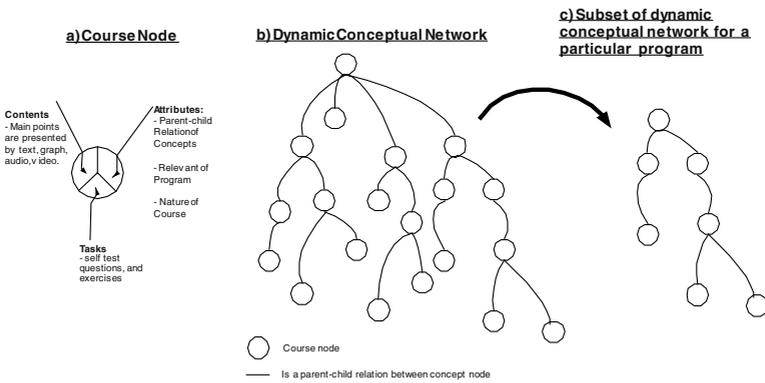 a)Course Node
b) Dynamic Conceptual Network
c) Subset of dynamic
conceptual network for a
particular program
Contents
- Main points
are presented
by text, graph,
audio,video.
Attributes:
- Parent-child
Relationof
Concepts
- Relevant of
Program
- Nature of
Course
Tasks
- self test
questions, and
exercises
Course node
Is a parent-child relation between concept node